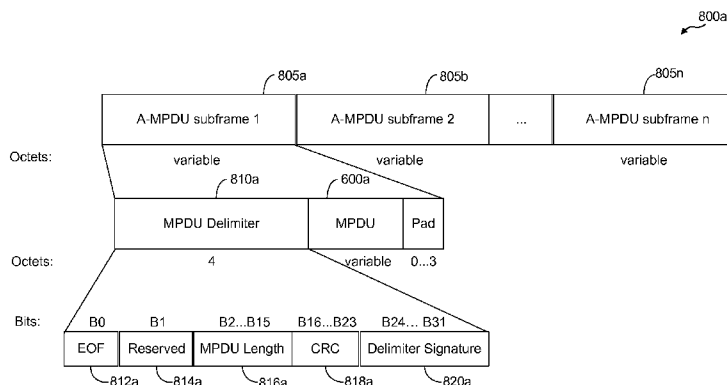 800a
805a 805b 805n
A-MPDU subframe 1 A-MPDU subframe 2 ... A-MPDU subframe n
Octets: variable variable variable
810a 600a
MPDU Delimiter MPDU Pad
Octets: 4 variable 0...3
Bits: B0 B1 B2...B15 B16...B23 B24... B31
EOF Reserved MPDU Length CRC Delimiter Signature
812a 814a 816a 818a 820a